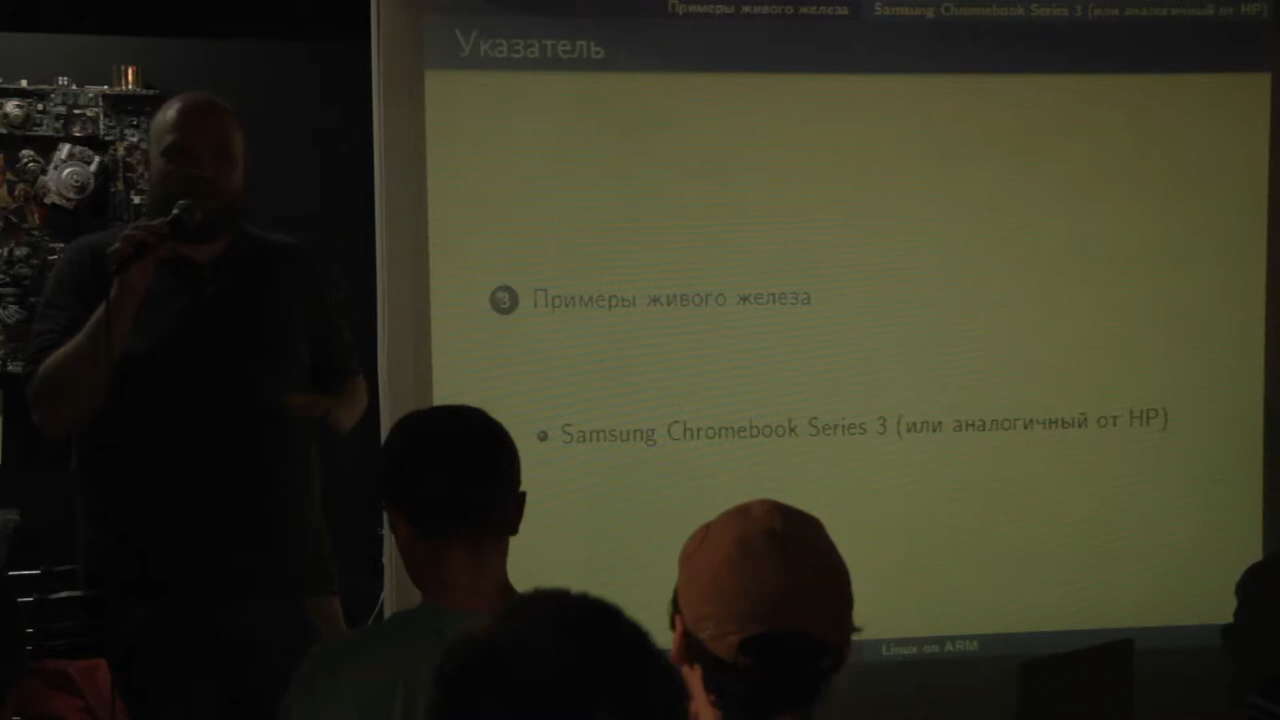 Примеры живого железа Samsung Chromebook Series 3 (или аналогичный от HP)
Указатель
3 Примеры живого железа
Samsung Chromebook Series 3 (или аналогичный от HP)
Linux on ARM